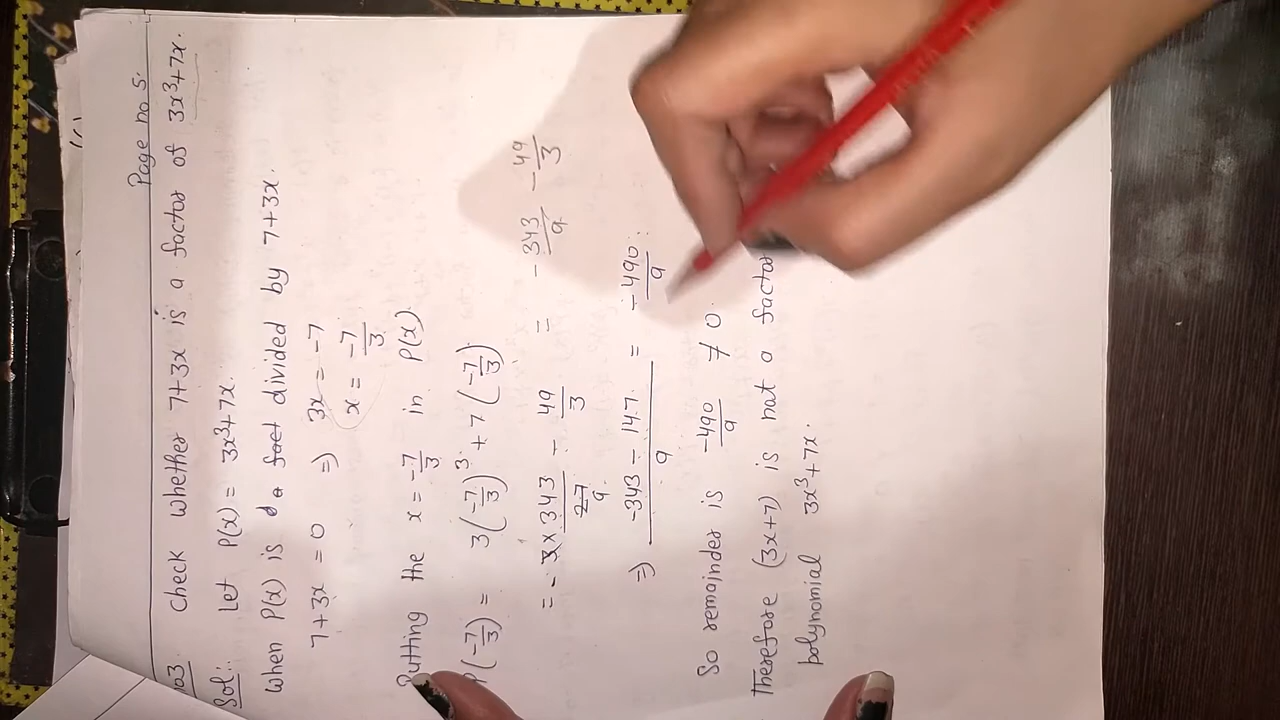 Page no 5.
check whether 7+3x is a factor of 3x³+7x.
Sol:. Let P(x) = 3x³+7x.
When P(x) is divided by 7+3x.
7+3x = 0 ⇒ 3x = -7
x = -7/3
Putting the x = -7/3 in P(x)
P(-7/3) = 3(-7/3)³ + 7(-7/3)
= - 3 × 343/27 9 - 49/3 = - 343/9 - 49/3
⇒ (-343 - 147)/9 = -490/9
So remainder is -490/9 ≠ 0.
Therefore (3x+7) is not a factor
polynomial 3x³+7x.